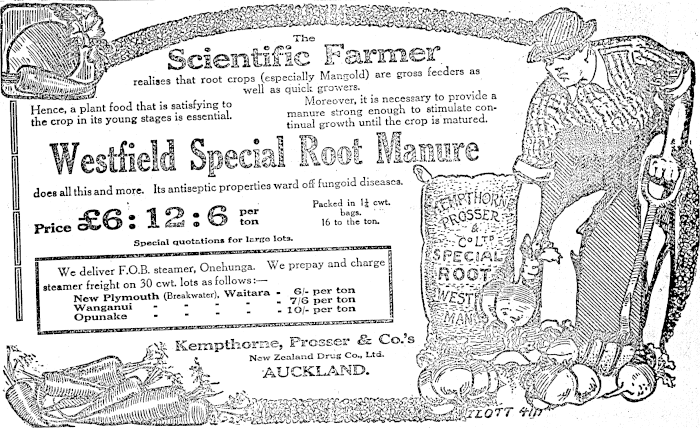 The
Scientific Farmer
realises that root crops (especially Mangold) are gross feeders as
well as quick growers.
Hence, a plant food that is satisfying to
the crop in its young stages is essential.
Moreover, it is necessary to provide a
manure strong enough to stimulate con-
tinual growth until the crop is matured.
Westfield Special Root Manure
does all this and more. Its antiseptic properties ward off fungoid diseases.
Price £6:12:6 per
ton
Packed in 1¼ cwt.
bags.
16 to the ton.
Special quotations for large lots.
We deliver F.O.B. steamer, Onehunga. We prepay and charge
steamer freight on 30 cwt. lots as follows:—
New Plymouth (Breakwater), Waitara - 6/- per ton
Wanganui - - - - - 7/6 per ton
Opunake - - - - - 10/- per ton
Kempthorne, Prosser & Co.'s
New Zealand Drug Co., Ltd.
AUCKLAND.
KEMPTHORNE
PROSSER
&
Co LTD
SPECIAL
ROOT
WEST
MAN